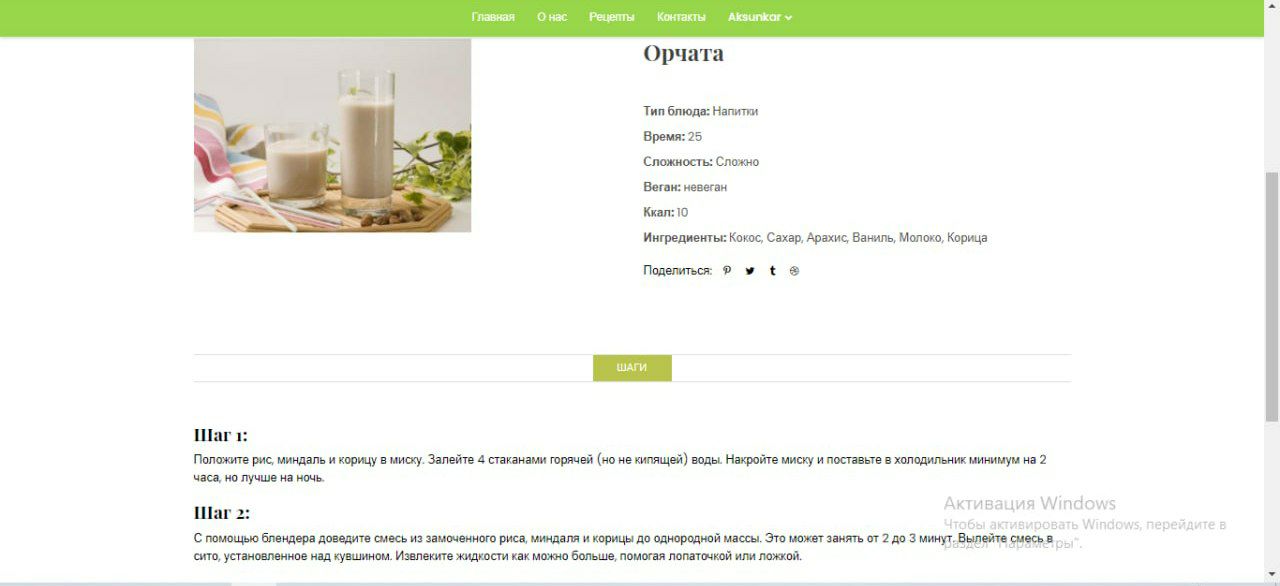 Главная О нас Рецепты Контакты Aksunkar
Орчата
Тип блюда: Напитки
Время: 25
Сложность: Сложно
Веган: невеган
Ккал: 10
Ингредиенты: Кокос, Сахар, Арахис, Ваниль, Молоко, Корица
Поделиться:
ШАГИ
Шаг 1:
Положите рис, миндаль и корицу в миску. Залейте 4 стаканами горячей (но не кипящей) воды. Накройте миску и поставьте в холодильник минимум на 2
часа, но лучше на ночь.
Шаг 2:
С помощью блендера доведите смесь из замоченного риса, миндаля и корицы до однородной массы. Это может занять от 2 до 3 минут. Вылейте смесь в
сито, установленное над кувшином. Извлеките жидкости как можно больше, помогая лопаточкой или ложкой.
Активация Windows
Чтобы активировать Windows, перейдите в
раздел "Параметры".